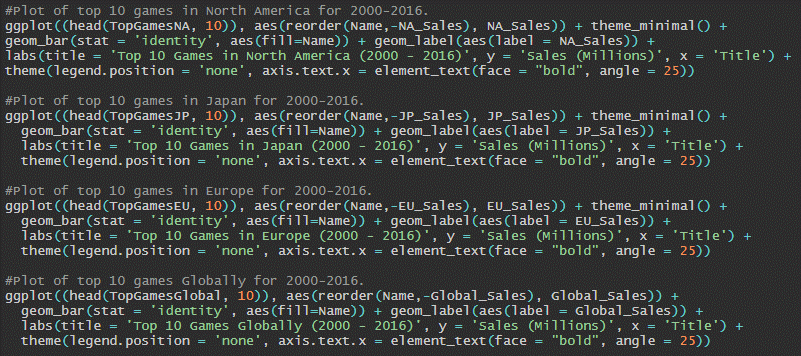 #Plot of top 10 games in North America for 2000-2016.
ggplot((head(TopGamesNA, 10)), aes(reorder(Name,-NA_Sales), NA_Sales)) + theme_minimal() +
geom_bar(stat = 'identity', aes(fill=Name)) + geom_label(aes(label = NA_Sales)) +
labs(title = 'Top 10 Games in North America (2000 - 2016)', y = 'Sales (Millions)', x = 'Title') +
theme(legend.position = 'none', axis.text.x = element_text(face = "bold", angle = 25))

#Plot of top 10 games in Japan for 2000-2016.
ggplot((head(TopGamesJP, 10)), aes(reorder(Name,-JP_Sales), JP_Sales)) + theme_minimal() +
  geom_bar(stat = 'identity', aes(fill=Name)) + geom_label(aes(label = JP_Sales)) +
  labs(title = 'Top 10 Games in Japan (2000 - 2016)', y = 'Sales (Millions)', x = 'Title') +
  theme(legend.position = 'none', axis.text.x = element_text(face = "bold", angle = 25))

#Plot of top 10 games in Europe for 2000-2016.
ggplot((head(TopGamesEU, 10)), aes(reorder(Name,-EU_Sales), EU_Sales)) + theme_minimal() +
  geom_bar(stat = 'identity', aes(fill=Name)) + geom_label(aes(label = EU_Sales)) +
  labs(title = 'Top 10 Games in Europe (2000 - 2016)', y = 'Sales (Millions)', x = 'Title') +
  theme(legend.position = 'none', axis.text.x = element_text(face = "bold", angle = 25))

#Plot of top 10 games Globally for 2000-2016.
ggplot((head(TopGamesGlobal, 10)), aes(reorder(Name,-Global_Sales), Global_Sales)) +
  geom_bar(stat = 'identity', aes(fill=Name)) + geom_label(aes(label = Global_Sales)) +
  labs(title = 'Top 10 Games Globally (2000 - 2016)', y = 'Sales (Millions)', x = 'Title') +
  theme(legend.position = 'none', axis.text.x = element_text(face = "bold", angle = 25))